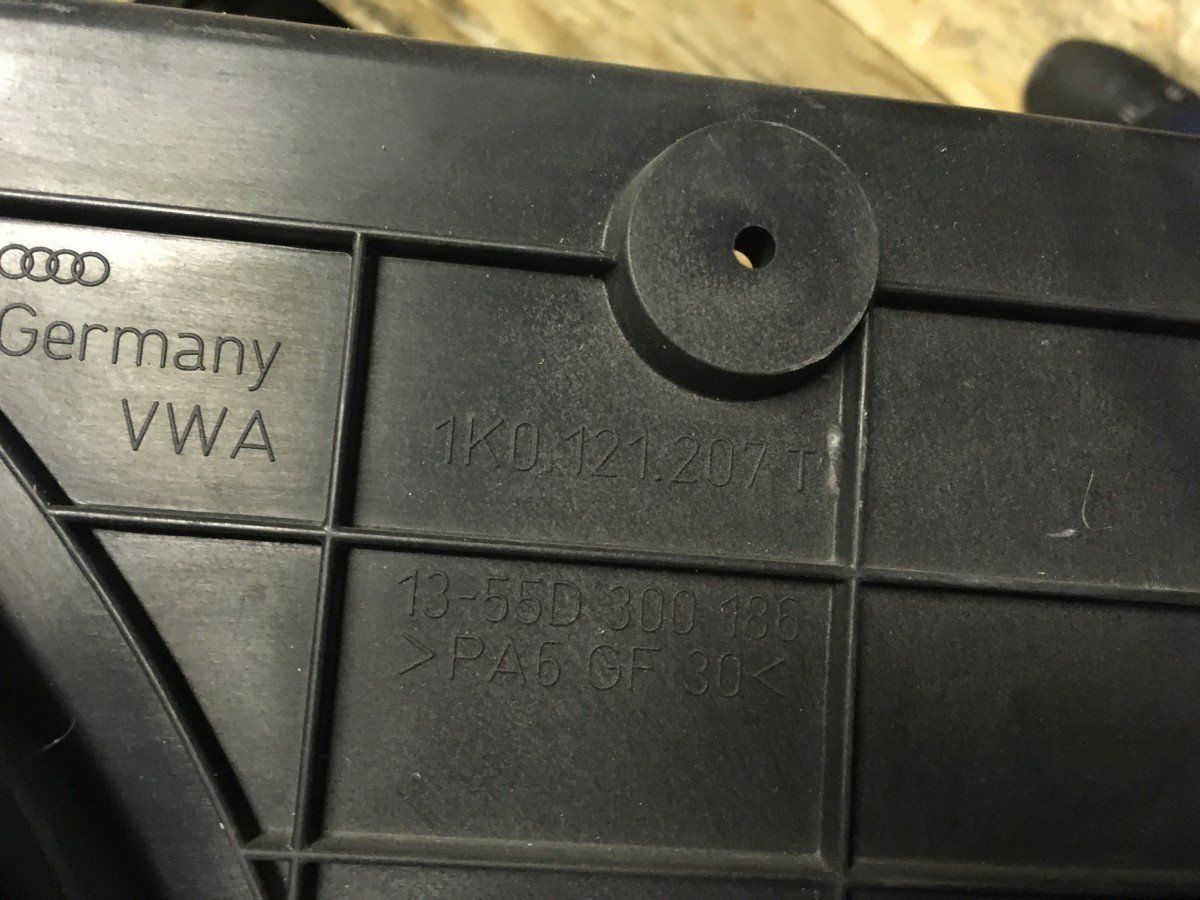 Germany
VWA
1K0.121.207 T
13-55D 300 186
>PA6 GF 30<